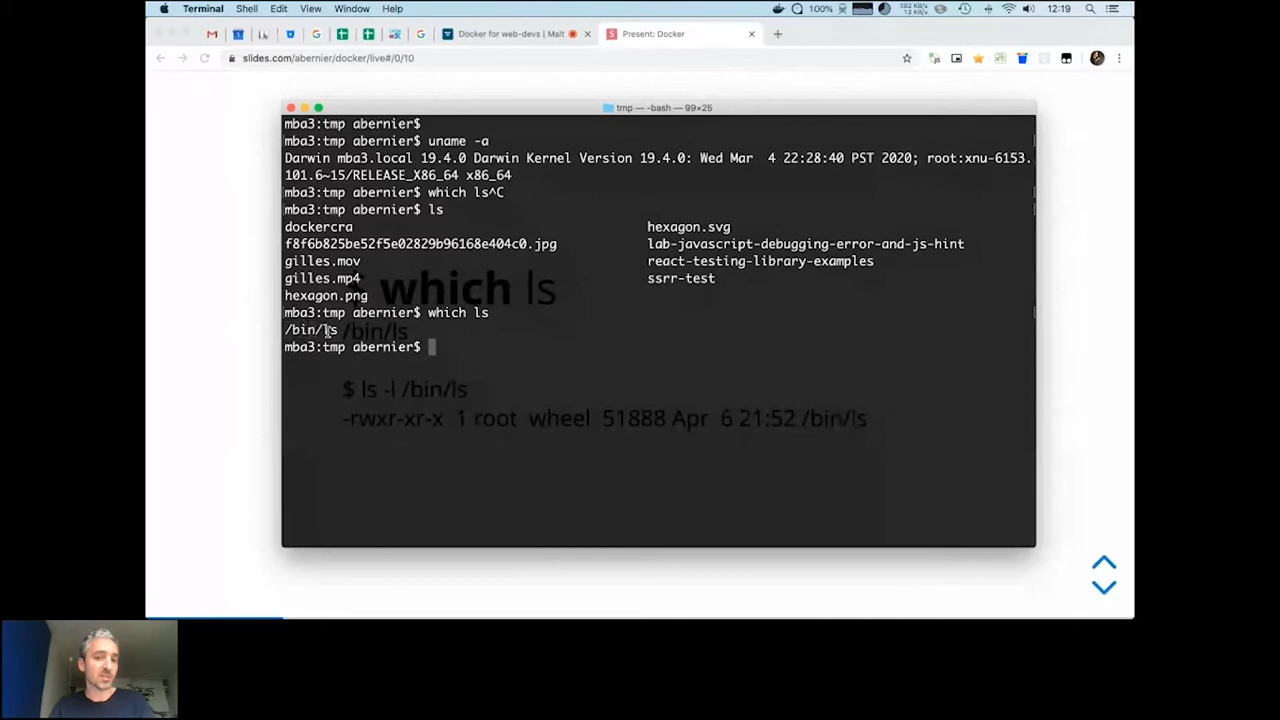 Terminal Shell Edit View Window Help 100% 12:19
Docker for web-devs | Malt Present: Docker
slides.com/abernier/docker/live#/0/10
tmp — -bash — 99×25
mba3:tmp abernier$
mba3:tmp abernier$ uname -a
Darwin mba3.local 19.4.0 Darwin Kernel Version 19.4.0: Wed Mar  4 22:28:40 PST 2020; root:xnu-6153.
101.6~15/RELEASE_X86_64 x86_64
mba3:tmp abernier$ which ls^C
mba3:tmp abernier$ ls
dockercra hexagon.svg
f8f6b825be52f5e02829b96168e404c0.jpg lab-javascript-debugging-error-and-js-hint
gilles.mov react-testing-library-examples
gilles.mp4 ssrr-test
hexagon.png
$ which ls
mba3:tmp abernier$ which ls
/bin/ls
/bin/ls
mba3:tmp abernier$
$ ls -l /bin/ls
-rwxr-xr-x 1 root wheel 51888 Apr 6 21:52 /bin/ls